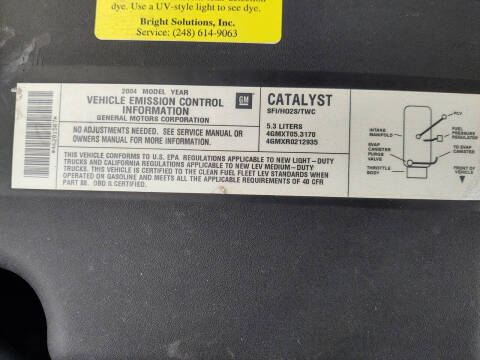 dye. Use a UV-style light to see dye.
Bright Solutions, Inc.
Service: (248) 614-9063
2004 MODEL YEAR
VEHICLE EMISSION CONTROL
INFORMATION
GENERAL MOTORS CORPORATION
GM
NO ADJUSTMENTS NEEDED. SEE SERVICE MANUAL OR
OWNERS MANUAL FOR MORE INFORMATION.
THIS VEHICLE CONFORMS TO U.S. EPA REGULATIONS APPLICABLE TO NEW LIGHT-DUTY
TRUCKS AND CALIFORNIA REGULATIONS APPLICABLE TO NEW LEV MEDIUM-DUTY
TRUCKS. THIS VEHICLE IS CERTIFIED TO THE CLEAN FUEL FLEET LEV STANDARDS WHEN
OPERATED ON GASOLINE AND MEETS ALL THE APPLICABLE REQUIREMENTS OF 40 CFR
PART 88. OBD II CERTIFIED.
CATALYST
SFI/HO2S/TWC
5.3 LITERS
4GMXT05.3176
4GMXR0212935
PCV
INTAKE
MANIFOLD
FUEL
PRESSURE
REGULATOR
EVAP
CANISTER
PURGE
VALVE
TO EVAP
CANISTER
THROTTLE
BODY
FRONT OF
VEHICLE